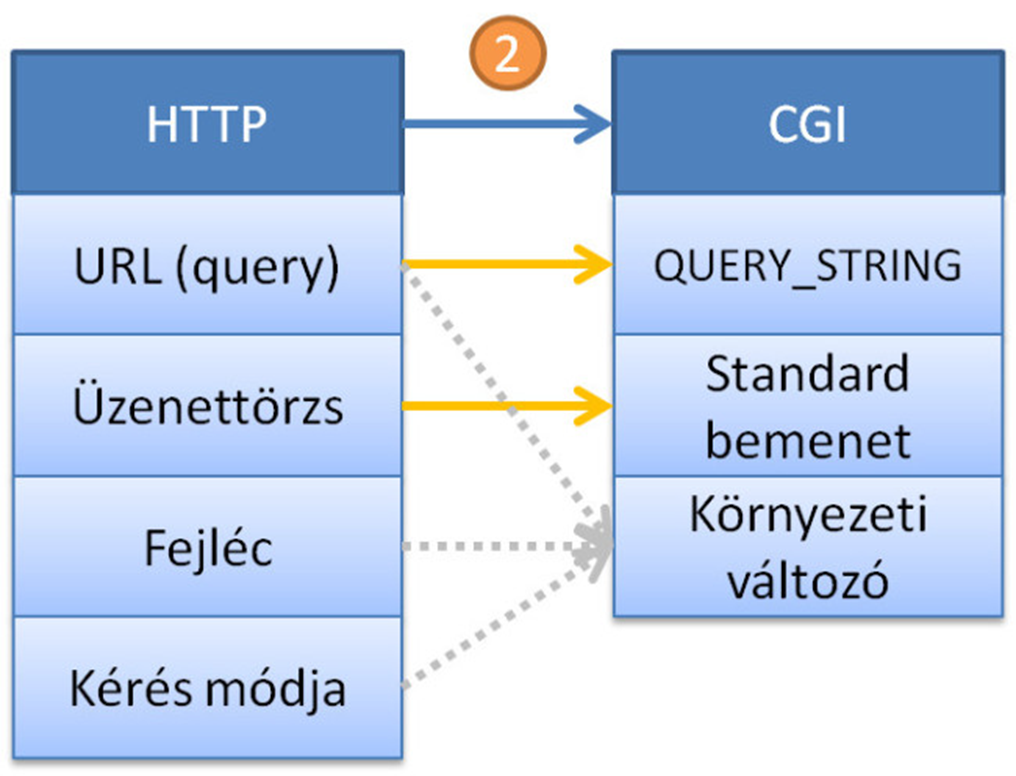 2
HTTP
CGI
URL (query)
QUERY_STRING
Üzenettörzs
Standard
bemenet
Fejléc
Környezeti
változó
Kérés módja